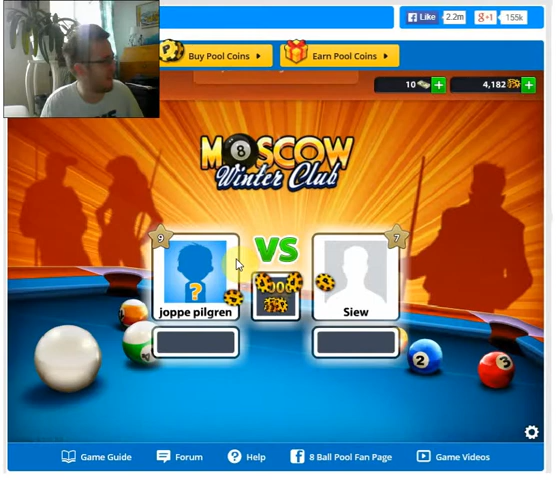 Like 2.2m +1 155k
P Buy Pool Coins Earn Pool Coins
10 4,182
M8SCOW
Winter Club
9 VS 7
?
joppe pilgren Siew
2 3
Game Guide Forum ? Help f 8 Ball Pool Fan Page Game Videos